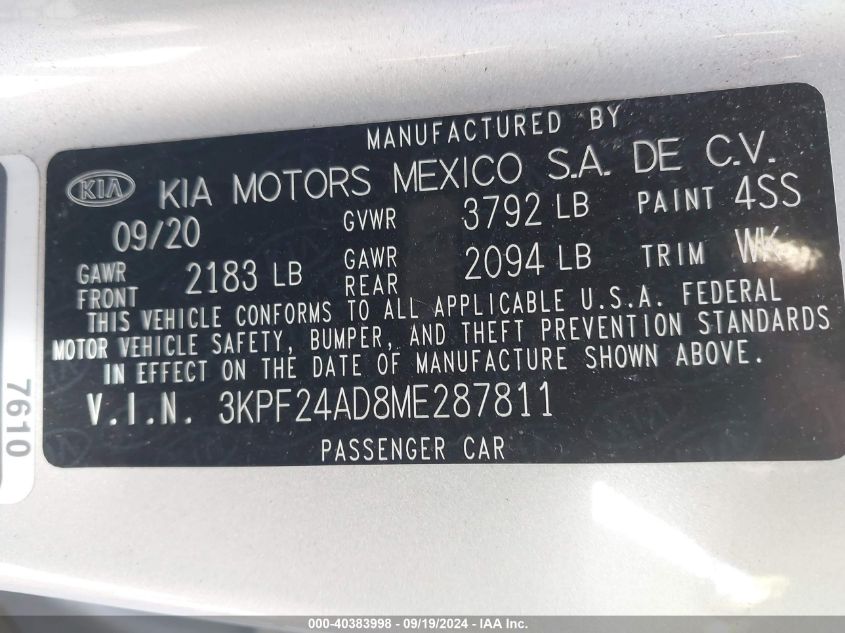 MANUFACTURED BY
KIA KIA MOTORS MEXICO S.A. DE C.V.
09/20 GVWR 3792 LB PAINT 4SS
GAWR FRONT 2183 LB GAWR REAR 2094 LB TRIM WK
THIS VEHICLE CONFORMS TO ALL APPLICABLE U.S.A. FEDERAL
MOTOR VEHICLE SAFETY, BUMPER, AND THEFT PREVENTION STANDARDS
IN EFFECT ON THE DATE OF MANUFACTURE SHOWN ABOVE.
V.I.N. 3KPF24AD8ME287811
PASSENGER CAR
7610
000-40383998 - 09/19/2024 - IAA Inc.